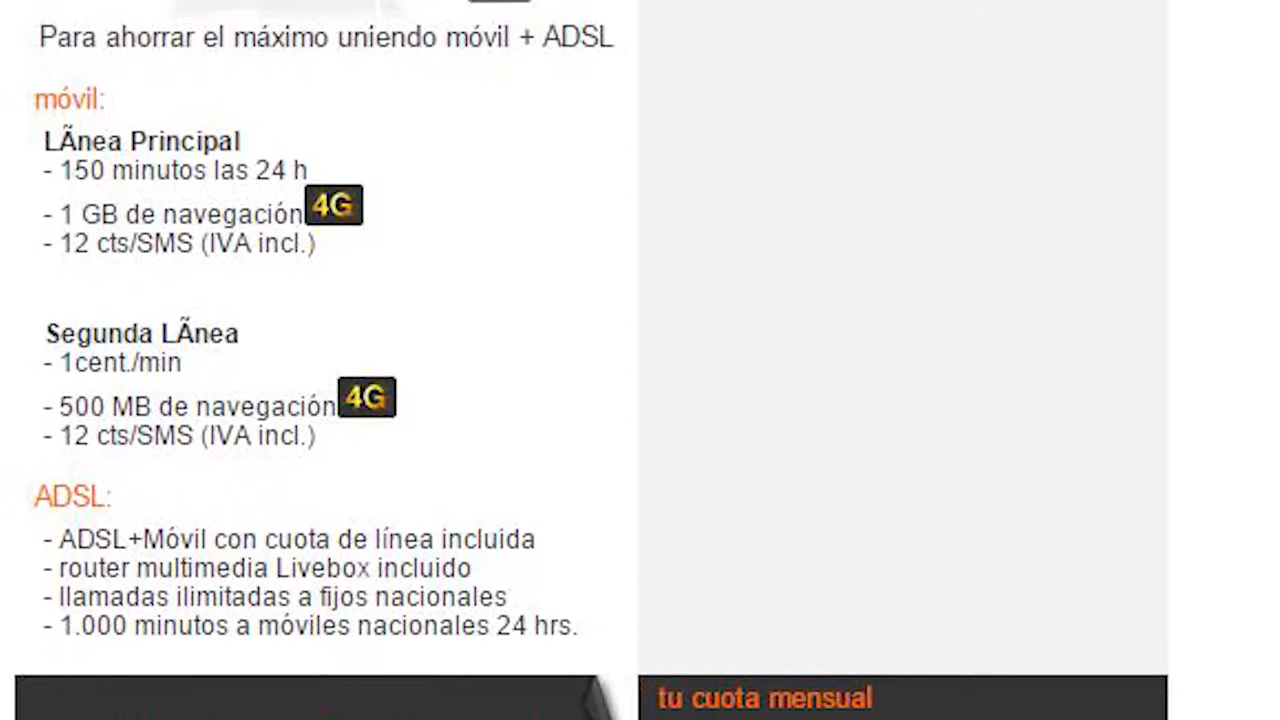 Para ahorrar el máximo uniendo móvil + ADSL
móvil:
LÃnea Principal
- 150 minutos las 24 h
- 1 GB de navegación 4G
- 12 cts/SMS (IVA incl.)
Segunda LÃnea
- 1cent./min
- 500 MB de navegación 4G
- 12 cts/SMS (IVA incl.)
ADSL:
- ADSL+Móvil con cuota de línea incluida
- router multimedia Livebox incluido
- llamadas ilimitadas a fijos nacionales
- 1.000 minutos a móviles nacionales 24 hrs.
tu cuota mensual